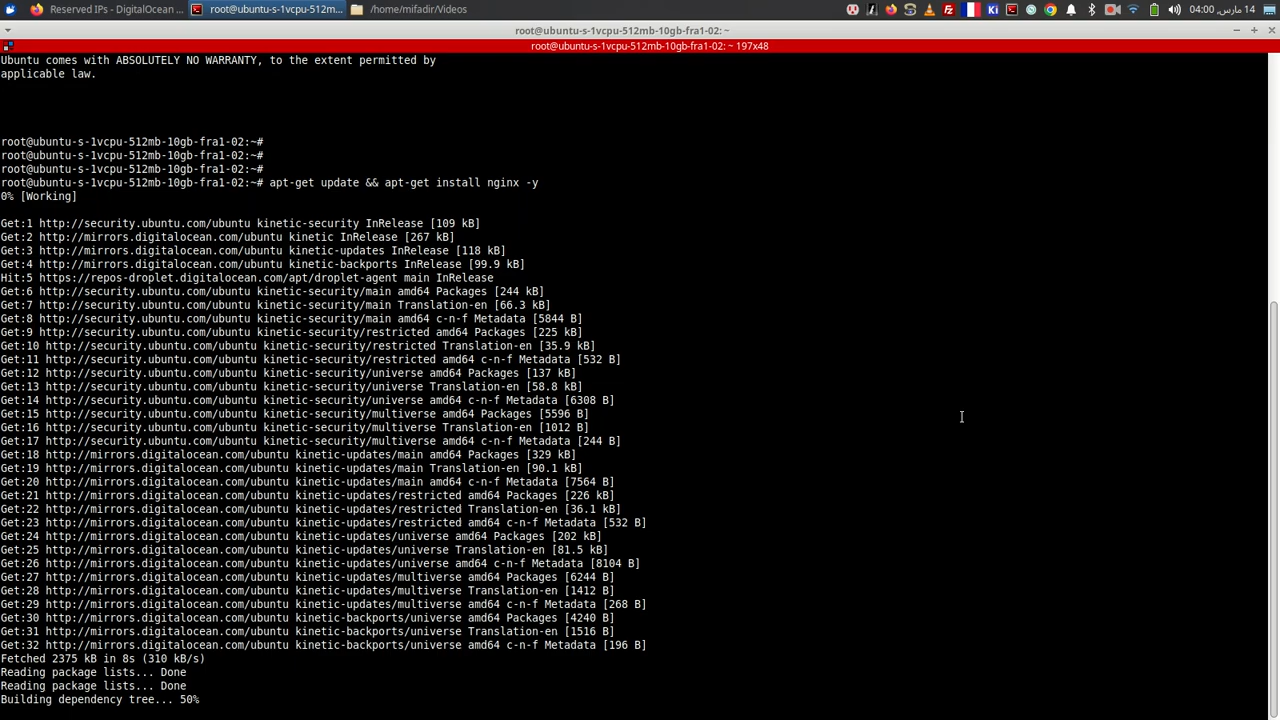 Reserved IPs - DigitalOcean ...
root@ubuntu-s-1vcpu-512m...
/home/mifadir/Videos
Ki
04:00 ,14 مارس
root@ubuntu-s-1vcpu-512mb-10gb-fra1-02: ~
root@ubuntu-s-1vcpu-512mb-10gb-fra1-02: ~ 197x48
Ubuntu comes with ABSOLUTELY NO WARRANTY, to the extent permitted by
applicable law.
root@ubuntu-s-1vcpu-512mb-10gb-fra1-02:~#
root@ubuntu-s-1vcpu-512mb-10gb-fra1-02:~#
root@ubuntu-s-1vcpu-512mb-10gb-fra1-02:~#
root@ubuntu-s-1vcpu-512mb-10gb-fra1-02:~# apt-get update && apt-get install nginx -y
0% [Working]
Get:1 http://security.ubuntu.com/ubuntu kinetic-security InRelease [109 kB]
Get:2 http://mirrors.digitalocean.com/ubuntu kinetic InRelease [267 kB]
Get:3 http://mirrors.digitalocean.com/ubuntu kinetic-updates InRelease [118 kB]
Get:4 http://mirrors.digitalocean.com/ubuntu kinetic-backports InRelease [99.9 kB]
Hit:5 https://repos-droplet.digitalocean.com/apt/droplet-agent main InRelease
Get:6 http://security.ubuntu.com/ubuntu kinetic-security/main amd64 Packages [244 kB]
Get:7 http://security.ubuntu.com/ubuntu kinetic-security/main Translation-en [66.3 kB]
Get:8 http://security.ubuntu.com/ubuntu kinetic-security/main amd64 c-n-f Metadata [5844 B]
Get:9 http://security.ubuntu.com/ubuntu kinetic-security/restricted amd64 Packages [225 kB]
Get:10 http://security.ubuntu.com/ubuntu kinetic-security/restricted Translation-en [35.9 kB]
Get:11 http://security.ubuntu.com/ubuntu kinetic-security/restricted amd64 c-n-f Metadata [532 B]
Get:12 http://security.ubuntu.com/ubuntu kinetic-security/universe amd64 Packages [137 kB]
Get:13 http://security.ubuntu.com/ubuntu kinetic-security/universe Translation-en [58.8 kB]
Get:14 http://security.ubuntu.com/ubuntu kinetic-security/universe amd64 c-n-f Metadata [6308 B]
Get:15 http://security.ubuntu.com/ubuntu kinetic-security/multiverse amd64 Packages [5596 B]
Get:16 http://security.ubuntu.com/ubuntu kinetic-security/multiverse Translation-en [1012 B]
Get:17 http://security.ubuntu.com/ubuntu kinetic-security/multiverse amd64 c-n-f Metadata [244 B]
Get:18 http://mirrors.digitalocean.com/ubuntu kinetic-updates/main amd64 Packages [329 kB]
Get:19 http://mirrors.digitalocean.com/ubuntu kinetic-updates/main Translation-en [90.1 kB]
Get:20 http://mirrors.digitalocean.com/ubuntu kinetic-updates/main amd64 c-n-f Metadata [7564 B]
Get:21 http://mirrors.digitalocean.com/ubuntu kinetic-updates/restricted amd64 Packages [226 kB]
Get:22 http://mirrors.digitalocean.com/ubuntu kinetic-updates/restricted Translation-en [36.1 kB]
Get:23 http://mirrors.digitalocean.com/ubuntu kinetic-updates/restricted amd64 c-n-f Metadata [532 B]
Get:24 http://mirrors.digitalocean.com/ubuntu kinetic-updates/universe amd64 Packages [202 kB]
Get:25 http://mirrors.digitalocean.com/ubuntu kinetic-updates/universe Translation-en [81.5 kB]
Get:26 http://mirrors.digitalocean.com/ubuntu kinetic-updates/universe amd64 c-n-f Metadata [8104 B]
Get:27 http://mirrors.digitalocean.com/ubuntu kinetic-updates/multiverse amd64 Packages [6244 B]
Get:28 http://mirrors.digitalocean.com/ubuntu kinetic-updates/multiverse Translation-en [1412 B]
Get:29 http://mirrors.digitalocean.com/ubuntu kinetic-updates/multiverse amd64 c-n-f Metadata [268 B]
Get:30 http://mirrors.digitalocean.com/ubuntu kinetic-backports/universe amd64 Packages [4240 B]
Get:31 http://mirrors.digitalocean.com/ubuntu kinetic-backports/universe Translation-en [1516 B]
Get:32 http://mirrors.digitalocean.com/ubuntu kinetic-backports/universe amd64 c-n-f Metadata [196 B]
Fetched 2375 kB in 8s (310 kB/s)
Reading package lists... Done
Reading package lists... Done
Building dependency tree... 50%